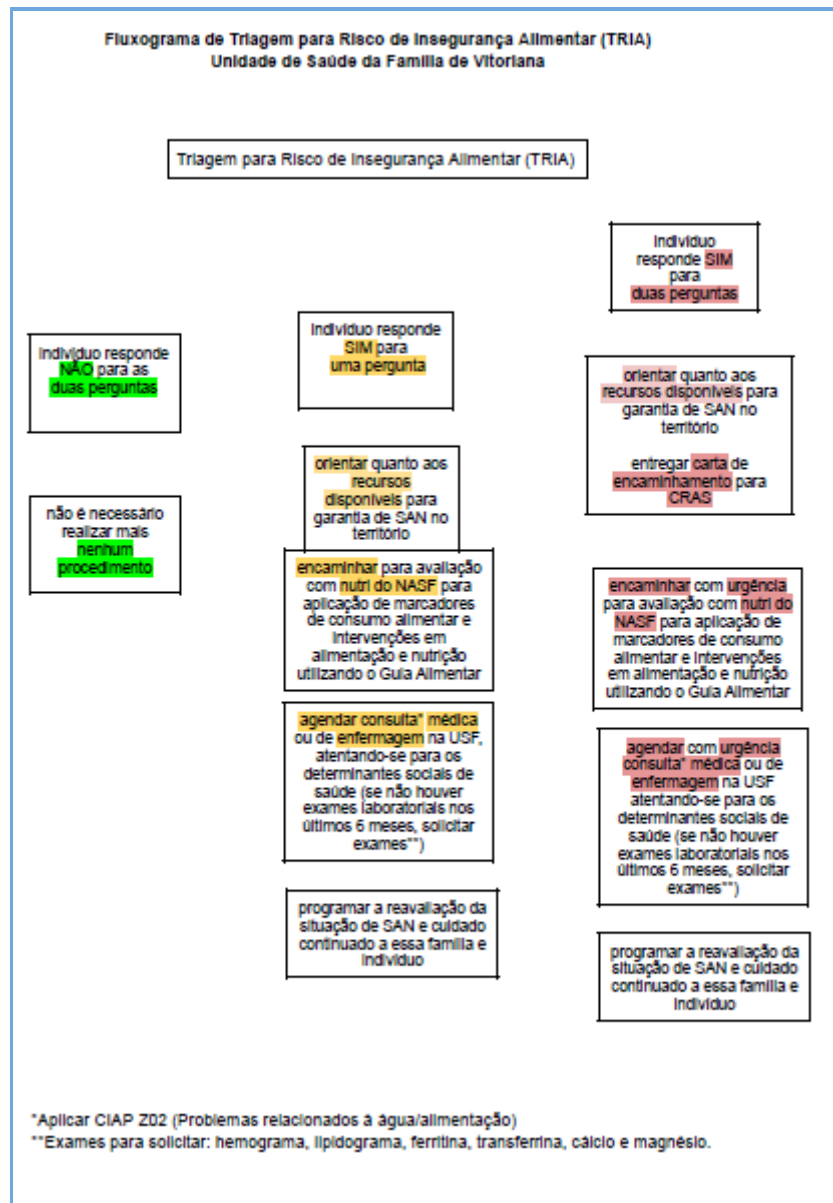 Fluxograma de Triagem para Risco de Insegurança Alimentar (TRIA)
Unidade de Saúde da Família de Vitoriana
Triagem para Risco de Insegurança Alimentar (TRIA)
Indivíduo responde
NÃO para as
duas perguntas
não é necessário
realizar mais
nenhum
procedimento
Indivíduo responde
SIM para
uma pergunta
orientar quanto aos
recursos
disponíveis para
garantia de SAN no
território
encaminhar para avaliação
com nutri do NASF para
aplicação de marcadores
de consumo alimentar e
intervenções em
alimentação e nutrição
utilizando o Guia Alimentar
agendar consulta* médica
ou de enfermagem na USF,
atentando-se para os
determinantes sociais de
saúde (se não houver
exames laboratoriais nos
últimos 6 meses, solicitar
exames**)
programar a reavaliação da
situação de SAN e cuidado
continuado a essa família e
indivíduo
Indivíduo
responde SIM
para
duas perguntas
orientar quanto aos
recursos disponíveis para
garantia de SAN no
território
entregar carta de
encaminhamento para
CRAS
encaminhar com urgência
para avaliação com nutri do
NASF para aplicação de
marcadores de consumo
alimentar e intervenções
em alimentação e nutrição
utilizando o Guia Alimentar
agendar com urgência
consulta* médica ou de
enfermagem na USF
atentando-se para os
determinantes sociais de
saúde (se não houver
exames laboratoriais nos
últimos 6 meses, solicitar
exames**)
programar a reavaliação da
situação de SAN e cuidado
continuado a essa família e
indivíduo
*Aplicar CIAP Z02 (Problemas relacionados à água/alimentação)
**Exames para solicitar: hemograma, lipidograma, ferritina, transferrina, cálcio e magnésio.